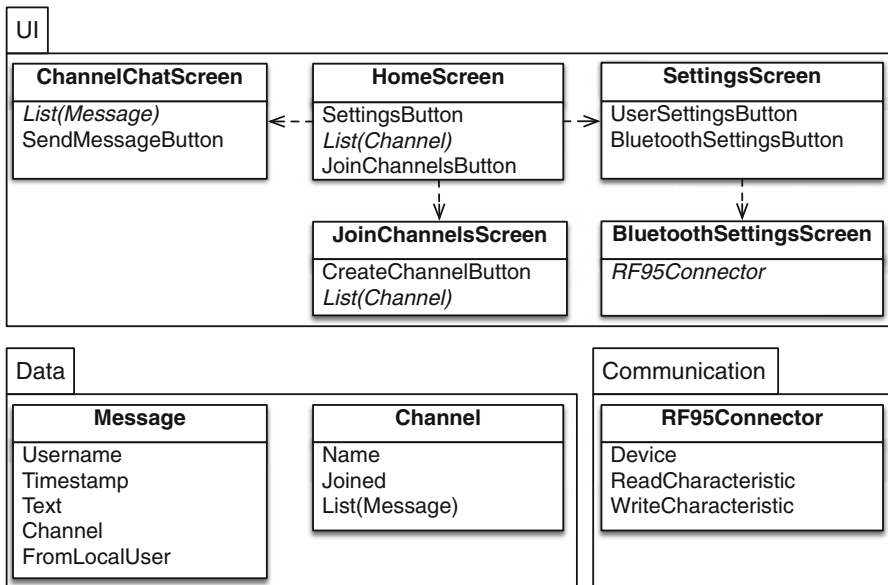 UI
ChannelChatScreen
List(Message)
SendMessageButton
HomeScreen
SettingsButton
List(Channel)
JoinChannelsButton
SettingsScreen
UserSettingsButton
BluetoothSettingsButton
JoinChannelsScreen
CreateChannelButton
List(Channel)
BluetoothSettingsScreen
RF95Connector
Data
Message
Username
Timestamp
Text
Channel
FromLocalUser
Channel
Name
Joined
List(Message)
Communication
RF95Connector
Device
ReadCharacteristic
WriteCharacteristic